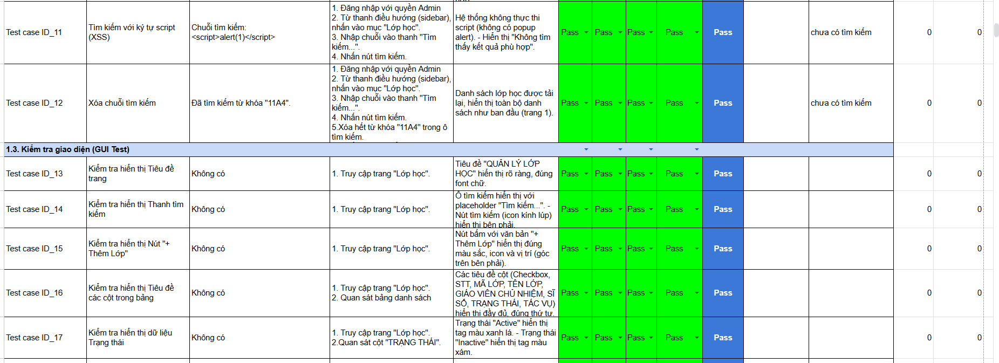 Test case ID_11
Tìm kiếm với ký tự script
(XSS)
Chuỗi tìm kiếm:
<script>alert(1)</script>
1. Đăng nhập với quyền Admin
2. Từ thanh điều hướng (sidebar),
nhấn vào mục "Lớp học".
3. Nhập chuỗi vào thanh "Tìm
kiếm...".
4. Nhấn nút tìm kiếm.
Hệ thống không thực thi
script (không có popup
alert). - Hiển thị "Không tìm
thấy kết quả phù hợp".
Pass
Pass
Pass
Pass
Pass
chưa có tìm kiếm
0
0
Test case ID_12
Xóa chuỗi tìm kiếm
Đã tìm kiếm từ khóa "11A4".
1. Đăng nhập với quyền Admin
2. Từ thanh điều hướng (sidebar),
nhấn vào mục "Lớp học".
3. Nhập chuỗi vào thanh "Tìm
kiếm...".
4. Nhấn nút tìm kiếm.
5.Xóa hết từ khóa "11A4" trong ô
tìm kiếm.
Danh sách lớp học được tải
lại, hiển thị toàn bộ danh
sách như ban đầu (trang 1).
Pass
Pass
Pass
Pass
Pass
chưa có tìm kiếm
0
0
1.3. Kiểm tra giao diện (GUI Test)
Test case ID_13
Kiểm tra hiển thị Tiêu đề
trang
Không có
1. Truy cập trang "Lớp học".
Tiêu đề "QUẢN LÝ LỚP
HỌC" hiển thị rõ ràng, đúng
font chữ.
Pass
Pass
Pass
Pass
Pass
0
0
Test case ID_14
Kiểm tra hiển thị Thanh tìm
kiếm
Không có
1. Truy cập trang "Lớp học".
Ô tìm kiếm hiển thị với
placeholder "Tìm kiếm...". -
Nút tìm kiếm (icon kính lúp)
hiển thị bên phải.
Pass
Pass
Pass
Pass
Pass
0
0
Test case ID_15
Kiểm tra hiển thị Nút "+
Thêm Lớp"
Không có
1. Truy cập trang "Lớp học".
Nút bấm với văn bản "+
Thêm Lớp" hiển thị đúng
màu sắc, icon và vị trí (góc
trên bên phải).
Pass
Pass
Pass
Pass
Pass
0
0
Test case ID_16
Kiểm tra hiển thị Tiêu đề
các cột trong bảng
Không có
1. Truy cập trang "Lớp học".
2. Quan sát bảng danh sách
Các tiêu đề cột (Checkbox,
STT, MÃ LỚP, TÊN LỚP,
GIÁO VIÊN CHỦ NHIỆM, SĨ
SỐ, TRẠNG THÁI, TÁC VỤ)
hiển thị đầy đủ, đúng thứ tự.
Pass
Pass
Pass
Pass
Pass
0
0
Test case ID_17
Kiểm tra hiển thị dữ liệu
Trạng thái
Không có
1. Truy cập trang "Lớp học".
2.Quan sát cột "TRẠNG THÁI".
Trạng thái "Active" hiển thị
tag màu xanh lá. - Trạng thái
"Inactive" hiển thị tag màu
xám.
Pass
Pass
Pass
Pass
Pass
0
0